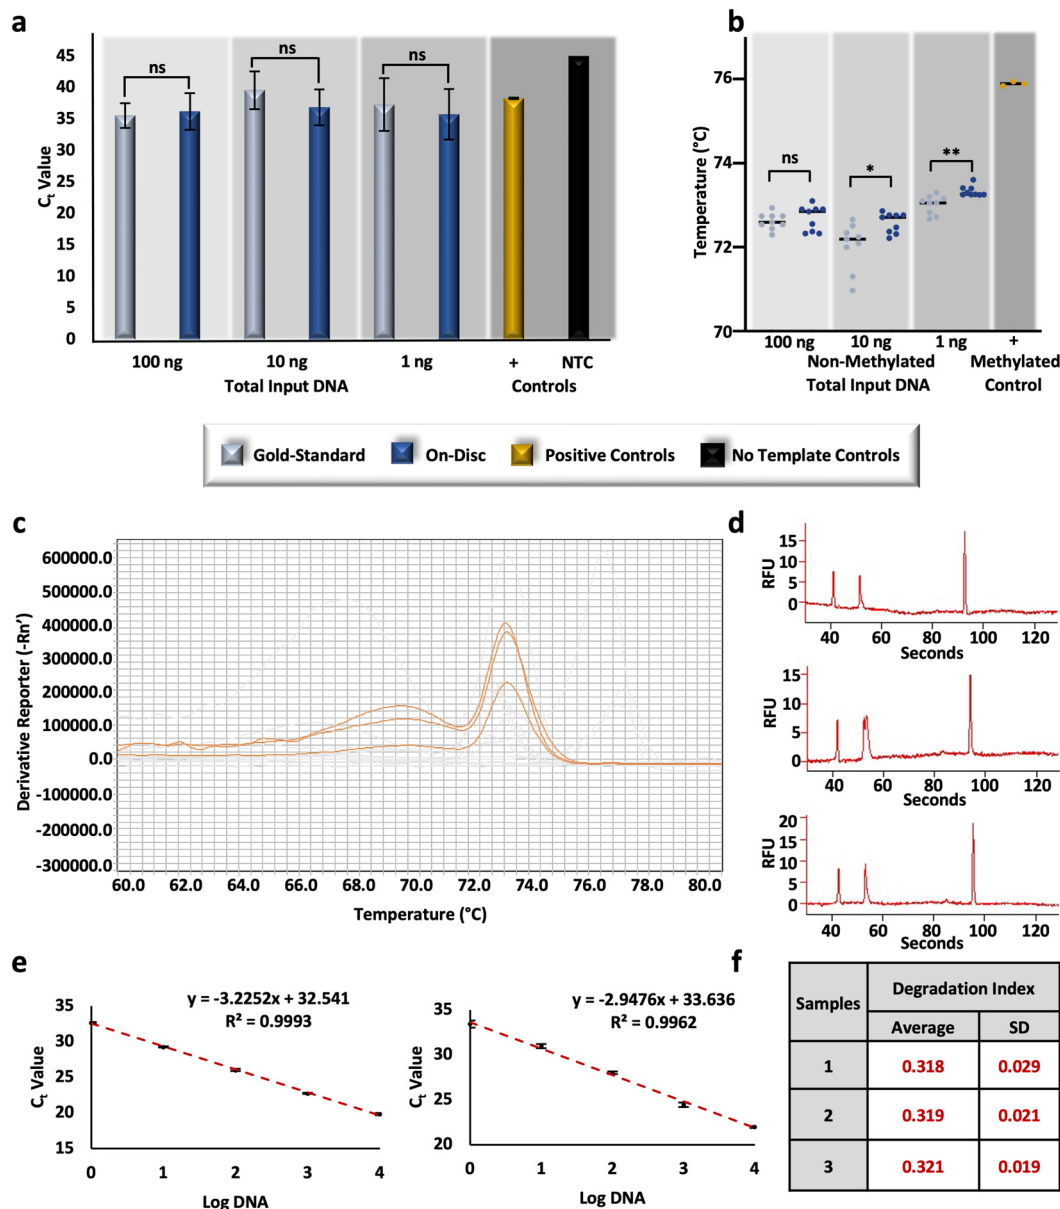 a
45
40
35
30
25
20
15
10
5
0
Ct Value
ns
ns
ns
100 ng
10 ng
1 ng
+
NTC
Total Input DNA
Controls
b
76
74
72
70
Temperature (°C)
ns
*
**
100 ng
10 ng
1 ng
+
Non-Methylated
Total Input DNA
Methylated
Control
Gold-Standard
On-Disc
Positive Controls
No Template Controls
c
600000.0
500000.0
400000.0
300000.0
200000.0
100000.0
0.0
-100000.0
-200000.0
-300000.0
Derivative Reporter (-Rn’)
60.0 62.0 64.0 66.0 68.0 70.0 72.0 74.0 76.0 78.0 80.0
Temperature (°C)
d
15
10
5
0
RFU
40 60 80 100 120
Seconds
15
10
5
0
RFU
40 60 80 100 120
Seconds
20
15
10
5
0
RFU
40 60 80 100 120
Seconds
e
y = -3.2252x + 32.541
R² = 0.9993
35
30
25
20
15
Ct Value
0 1 2 3 4
Log DNA
y = -2.9476x + 33.636
R² = 0.9962
35
30
25
20
Ct Value
0 1 2 3 4
Log DNA
f
Samples
Degradation Index
Average SD
1 0.318 0.029
2 0.319 0.021
3 0.321 0.019